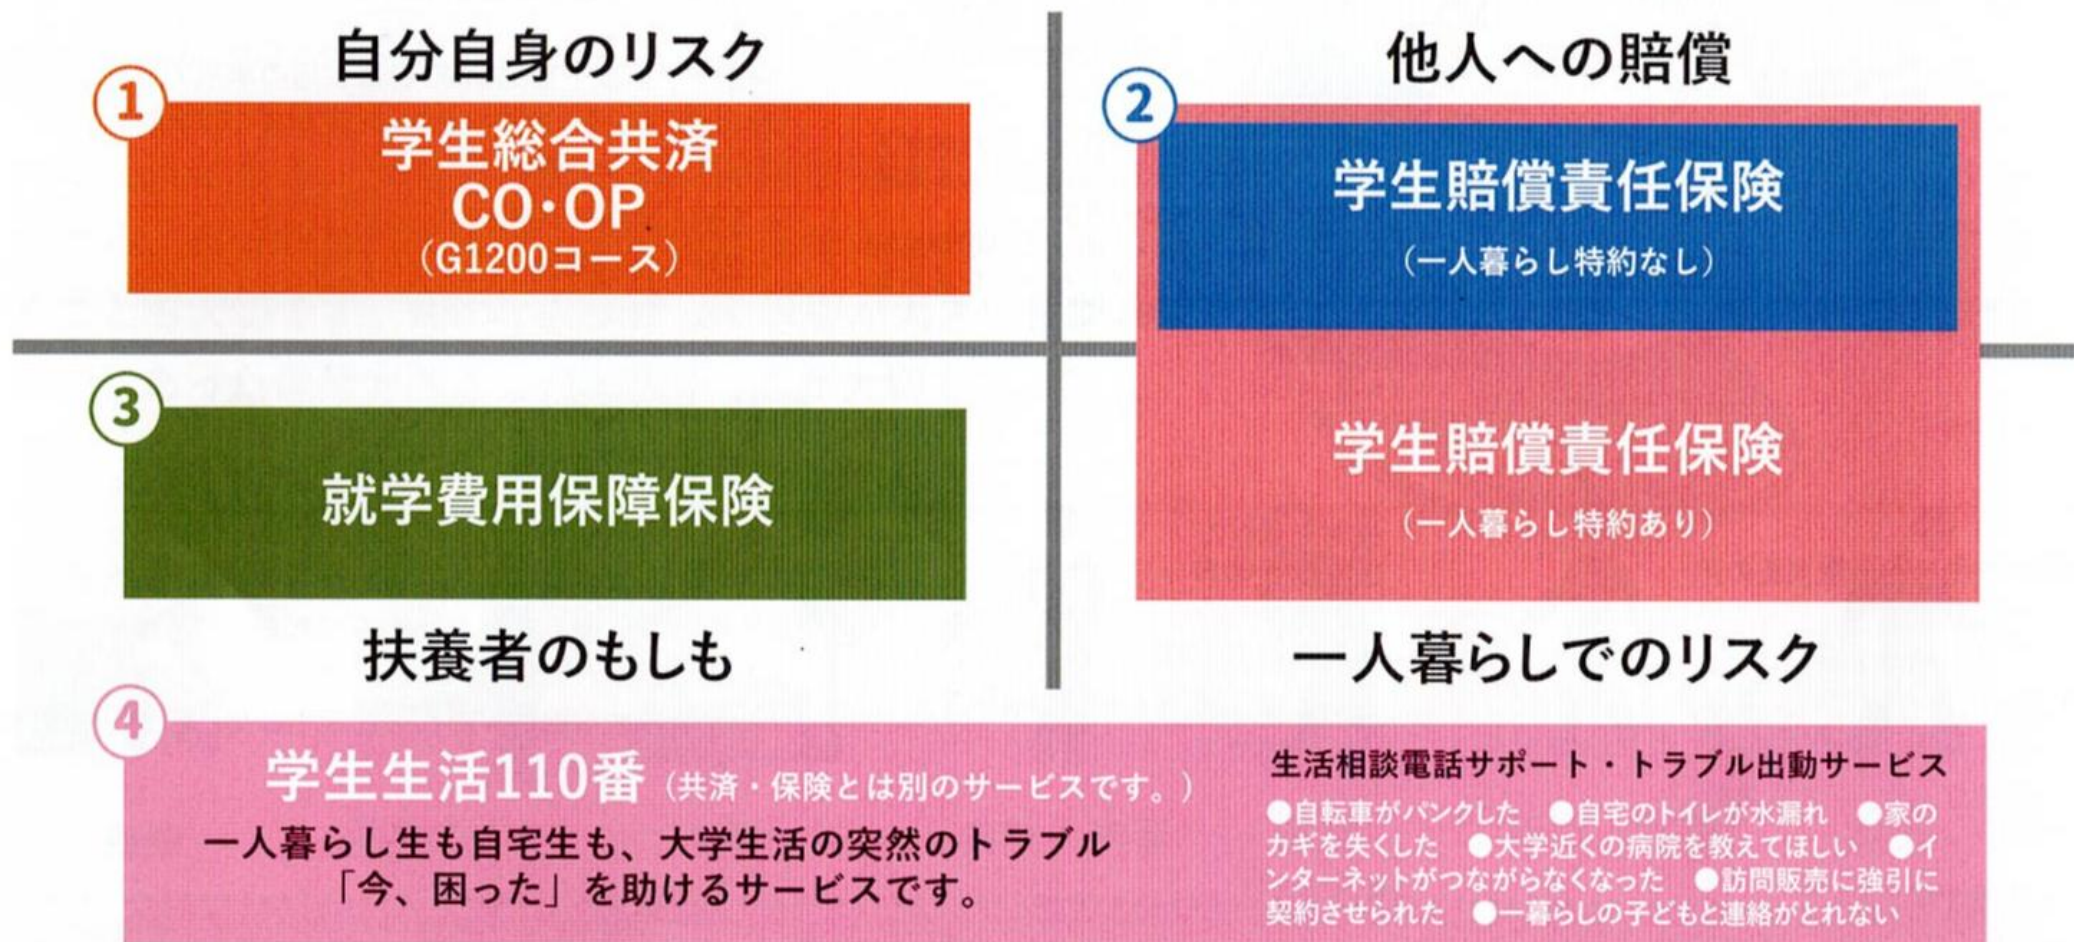 自分自身のリスク
①
学生総合共済
CO・OP
(G1200コース)
他人への賠償
②
学生賠償責任保険
(一人暮らし特約なし)
学生賠償責任保険
(一人暮らし特約あり)
一人暮らしでのリスク
③
就学費用保障保険
扶養者のもしも
④
学生生活110番(共済・保険とは別のサービスです。)
一人暮らし生も自宅生も、大学生活の突然のトラブル
「今、困った」を助けるサービスです。
生活相談電話サポート・トラブル出動サービス
●自転車がパンクした ●自宅のトイレが水漏れ ●家の
カギを失くした ●大学近くの病院を教えてほしい ●イ
ンターネットがつながらなくなった ●訪問販売に強引に
契約させられた ●一暮らしの子どもと連絡がとれない